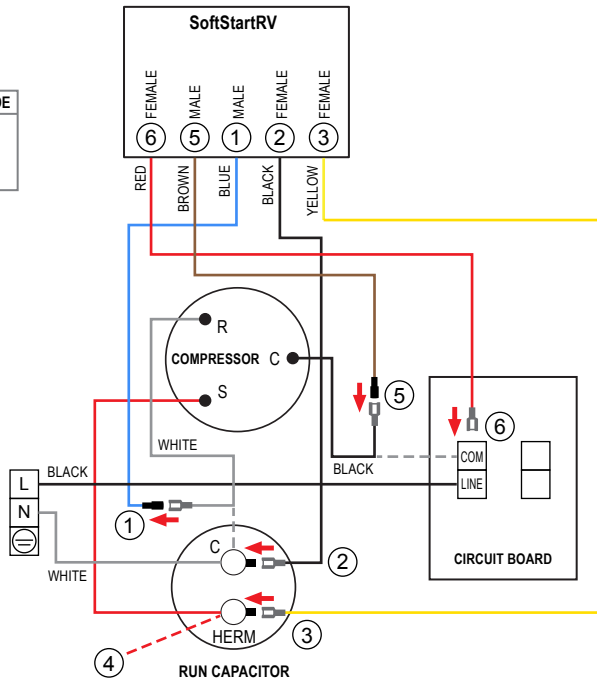 SoftStartRV
FEMALE
MALE
MALE
FEMALE
FEMALE
6
5
1
2
3
DE
RED
BROWN
BLUE
BLACK
YELLOW
R
COMPRESSOR C
S
5
6
WHITE
BLACK
COM
LINE
BLACK
L
N
1
C
2
CIRCUIT BOARD
WHITE
HERM
3
4
RUN CAPACITOR